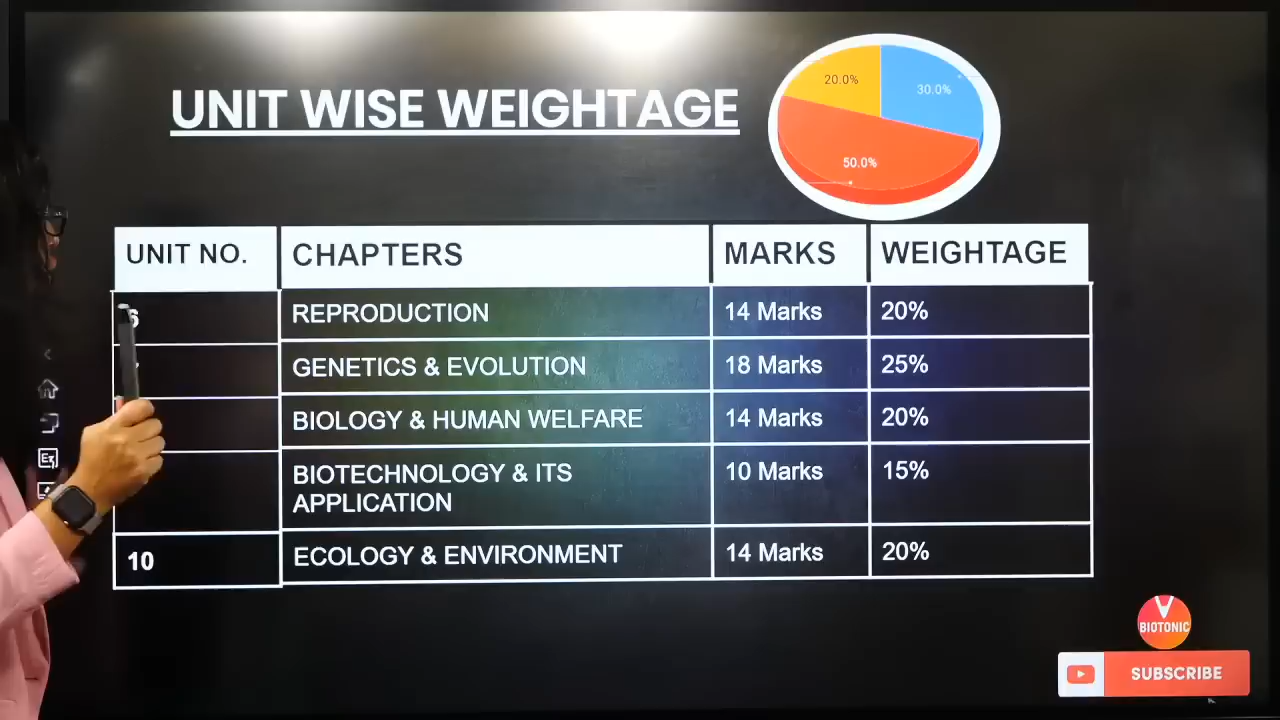 UNIT WISE WEIGHTAGE
20.0%
30.0%
50.0%
UNIT NO. CHAPTERS MARKS WEIGHTAGE
6 REPRODUCTION 14 Marks 20%
GENETICS & EVOLUTION 18 Marks 25%
BIOLOGY & HUMAN WELFARE 14 Marks 20%
BIOTECHNOLOGY & ITS 10 Marks 15%
APPLICATION
10 ECOLOGY & ENVIRONMENT 14 Marks 20%
BIOTONIC
SUBSCRIBE